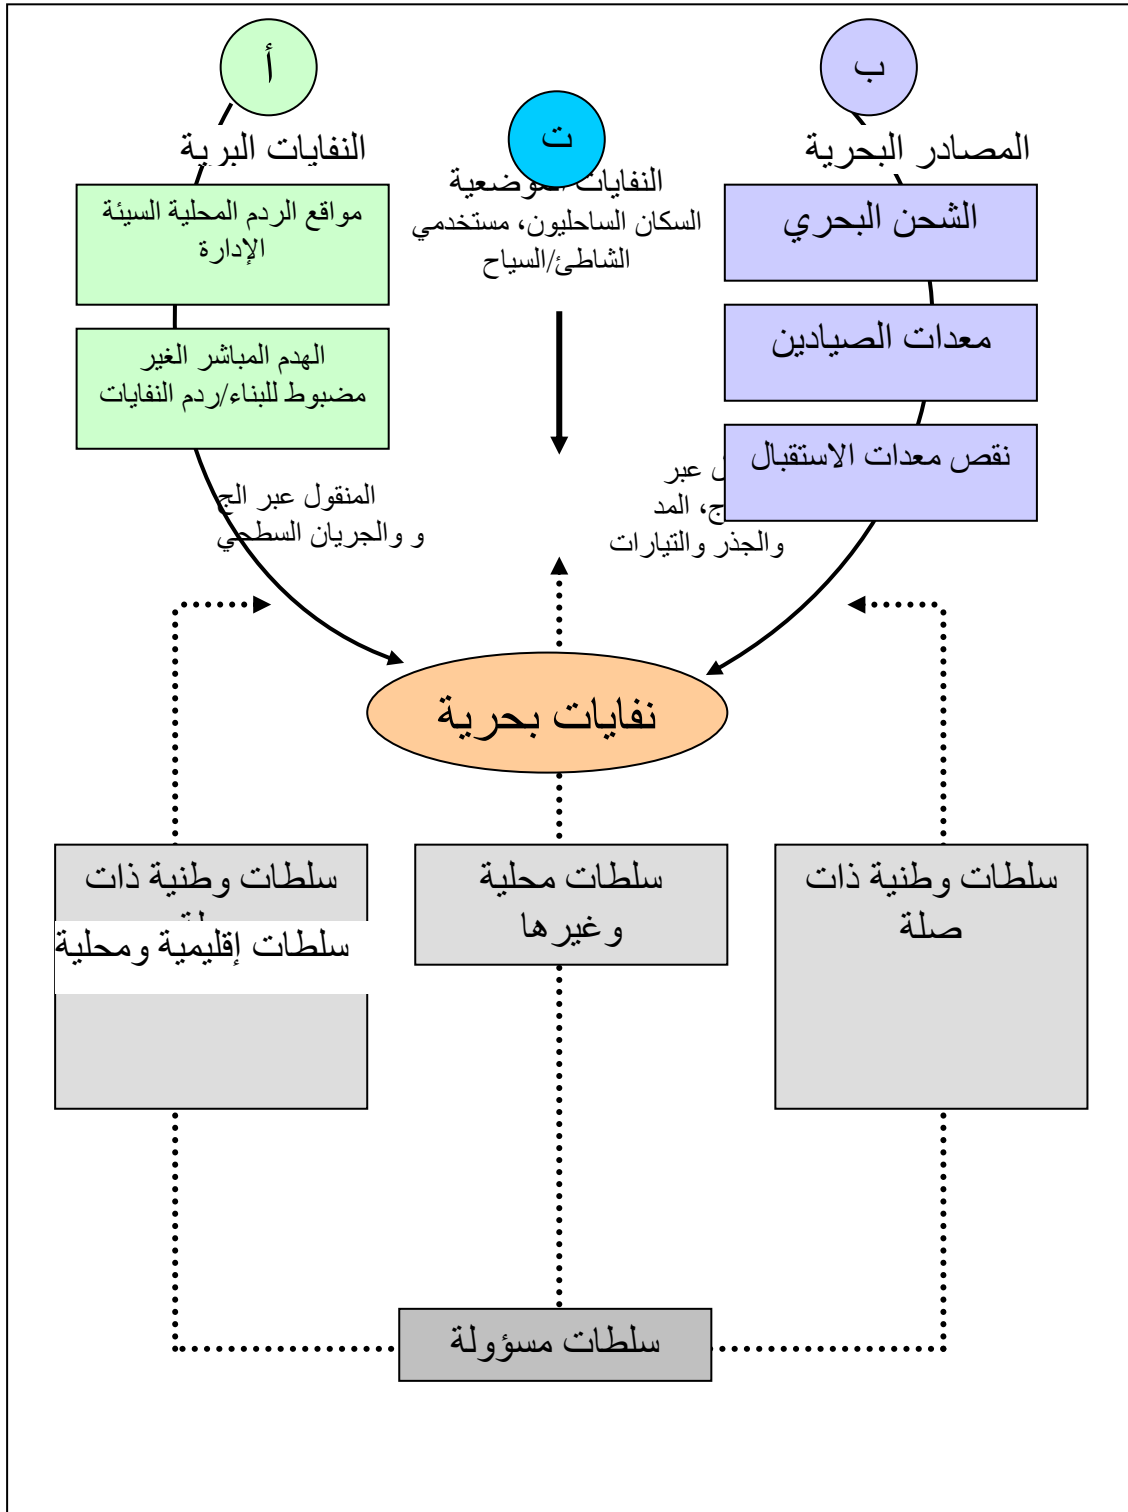 أ
ب
ت
النفايات البرية
المصادر البحرية
النفايات
السكان الساحليون، مستخدمي
الشاطئ/السياح
مواقع الردم المحلية السيئة
الإدارة
الهدم المباشر الغير
مضبوط للبناء/ردم النفايات
الشحن البحري
معدات الصيادين
نقص معدات الاستقبال
المنقول عبر
و والجريان السطحي
عبر
المد
والجذر والتيارات
نفايات بحرية
سلطات وطنية ذات
سلطات إقليمية ومحلية
سلطات محلية
وغيرها
سلطات وطنية ذات
صلة
سلطات مسؤولة